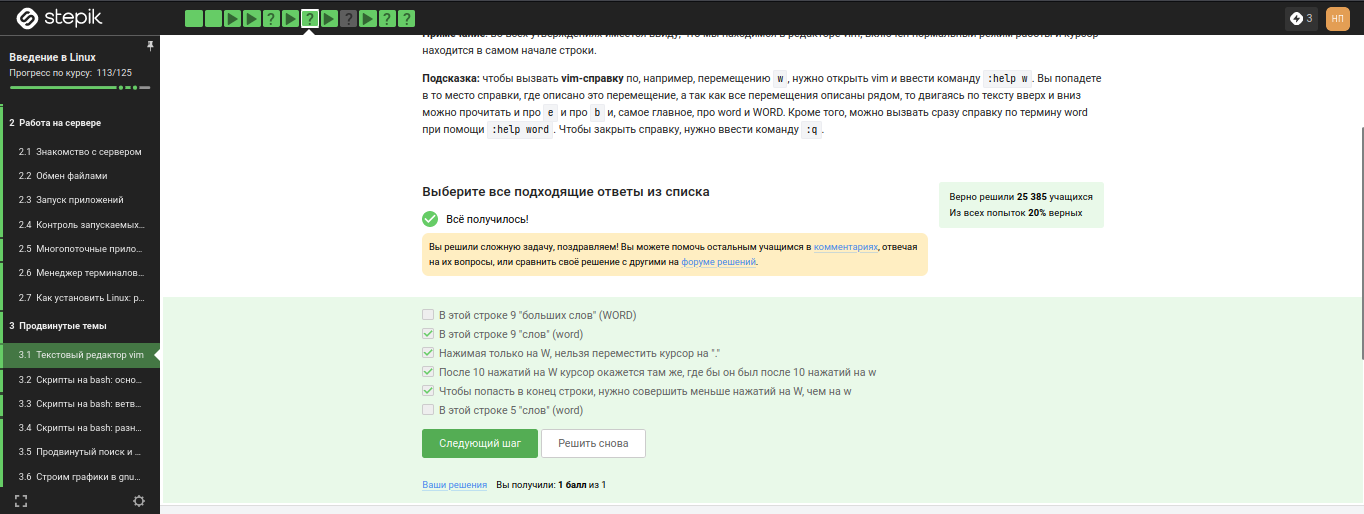 stepik
3
НП
Введение в Linux
Прогресс по курсу: 113/125
2 Работа на сервере
2.1 Знакомство с сервером
2.2 Обмен файлами
2.3 Запуск приложений
2.4 Контроль запускаемых...
2.5 Многопоточные прило...
2.6 Менеджер терминалов...
2.7 Как установить Linux: р...
3 Продвинутые темы
3.1 Текстовый редактор vim
3.2 Скрипты на bash: осно...
3.3 Скрипты на bash: ветв...
3.4 Скрипты на bash: разн...
3.5 Продвинутый поиск и ...
3.6 Строим графики в gnu...
находится в самом начале строки.
Подсказка: чтобы вызвать vim-справку по, например, перемещению w, нужно открыть vim и ввести команду :help w. Вы попадете
в то место справки, где описано это перемещение, а так как все перемещения описаны рядом, то двигаясь по тексту вверх и вниз
можно прочитать и про e и про b и, самое главное, про word и WORD. Кроме того, можно вызвать сразу справку по термину word
при помощи :help word. Чтобы закрыть справку, нужно ввести команду :q.
Выберите все подходящие ответы из списка
Верно решили 25 385 учащихся
Из всех попыток 20% верных
Всё получилось!
Вы решили сложную задачу, поздравляем! Вы можете помочь остальным учащимся в комментариях, отвечая
на их вопросы, или сравнить своё решение с другими на форуме решений.
В этой строке 9 "больших слов" (WORD)
В этой строке 9 "слов" (word)
Нажимая только на W, нельзя переместить курсор на "."
После 10 нажатий на W курсор окажется там же, где бы он был после 10 нажатий на w
Чтобы попасть в конец строки, нужно совершить меньше нажатий на W, чем на w
В этой строке 5 "слов" (word)
Следующий шаг
Решить снова
Ваши решения Вы получили: 1 балл из 1